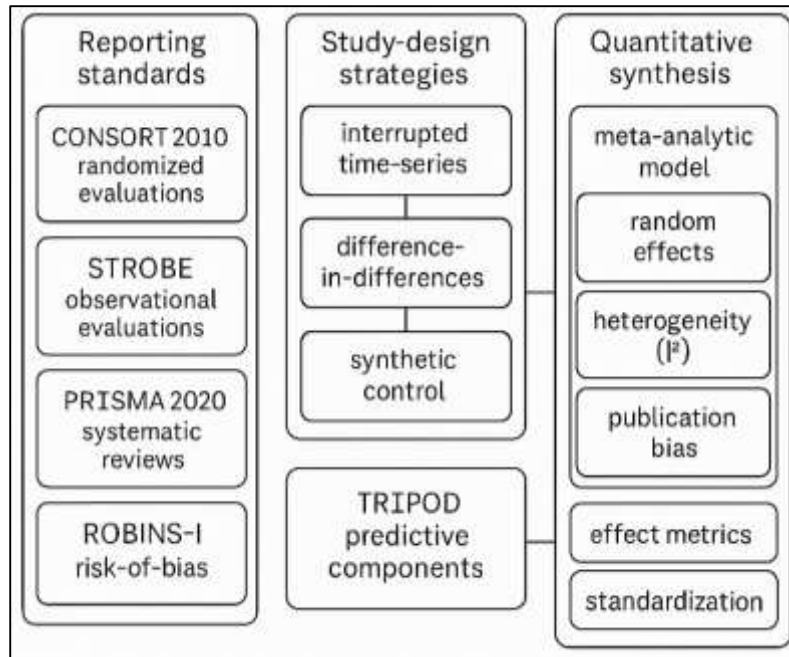 Reporting
standards
CONSORT 2010
randomized
evaluations
STROBE
observational
evaluations
PRISMA 2020
systematic
reviews
ROBINS-I
risk-of-bias
Study-design
strategies
interrupted
time-series
difference-
in-differences
synthetic
control
TRIPOD
predictive
components
Quantitative
synthesis
meta-analytic
model
random
effects
heterogeneity
(I²)
publication
bias
effect metrics
standardization